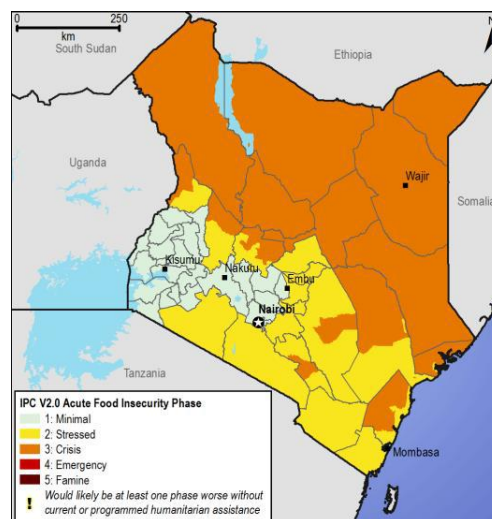 0 250
km
South Sudan
Ethiopia
N
Uganda
Wajir
Somalia
Kisumu
Nakuru
Embu
Nairobi
Tanzania
Mombasa
IPC V2.0 Acute Food Insecurity Phase
1: Minimal
2: Stressed
3: Crisis
4: Emergency
5: Famine
! Would likely be at least one phase worse without
current or programmed humanitarian assistance